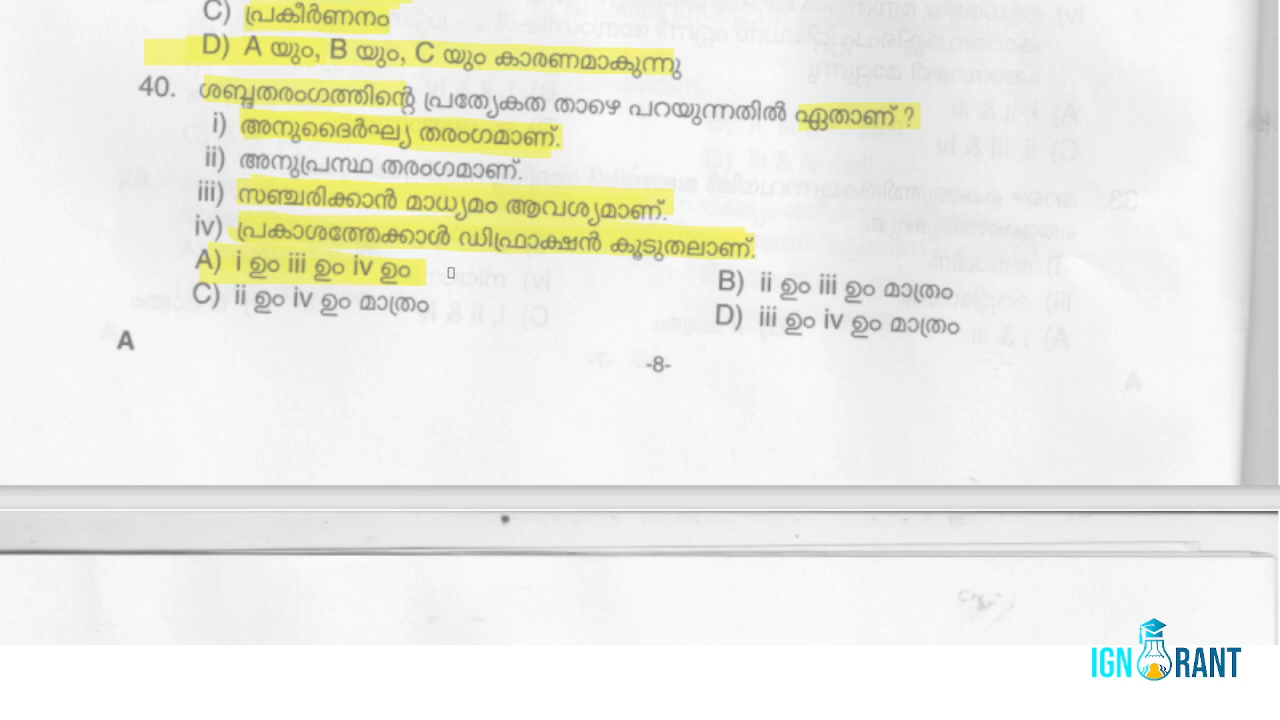 C) പ്രകീർണനം
D) A യും, B യും, C യും കാരണമാകുന്നു
40. ശബ്ദതരംഗത്തിന്റെ പ്രത്യേകത താഴെ പറയുന്നതിൽ ഏതാണ് ?
i) അനുദൈർഘ്യ തരംഗമാണ്.
ii) അനുപ്രസ്ഥ തരംഗമാണ്.
iii) സഞ്ചരിക്കാൻ മാധ്യമം ആവശ്യമാണ്.
iv) പ്രകാശത്തേക്കാൾ ഡിഫ്രാക്ഷൻ കൂടുതലാണ്.
A) i ഉം iii ഉം iv ഉം B) ii ഉം iii ഉം മാത്രം
C) ii ഉം iv ഉം മാത്രം D) iii ഉം iv ഉം മാത്രം
A
-8-
IGNORANT